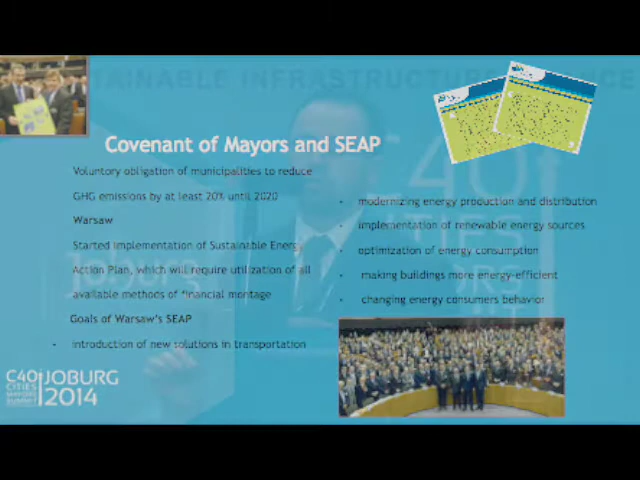 Covenant of Mayors and SEAP
Voluntary obligation of municipalities to reduce
GHG emissions by at least 20% until 2020
Warsaw
Started implementation of Sustainable Energy
Action Plan, which will require utilization of all
available methods of financial montage
Goals of Warsaw's SEAP
- introduction of new solutions in transportation
- modernizing energy production and distribution
- implementation of renewable energy sources
- optimization of energy consumption
- making buildings more energy-efficient
- changing energy consumers behavior
C40 JOBURG
CITIES
MAYORS
SUMMIT 2014